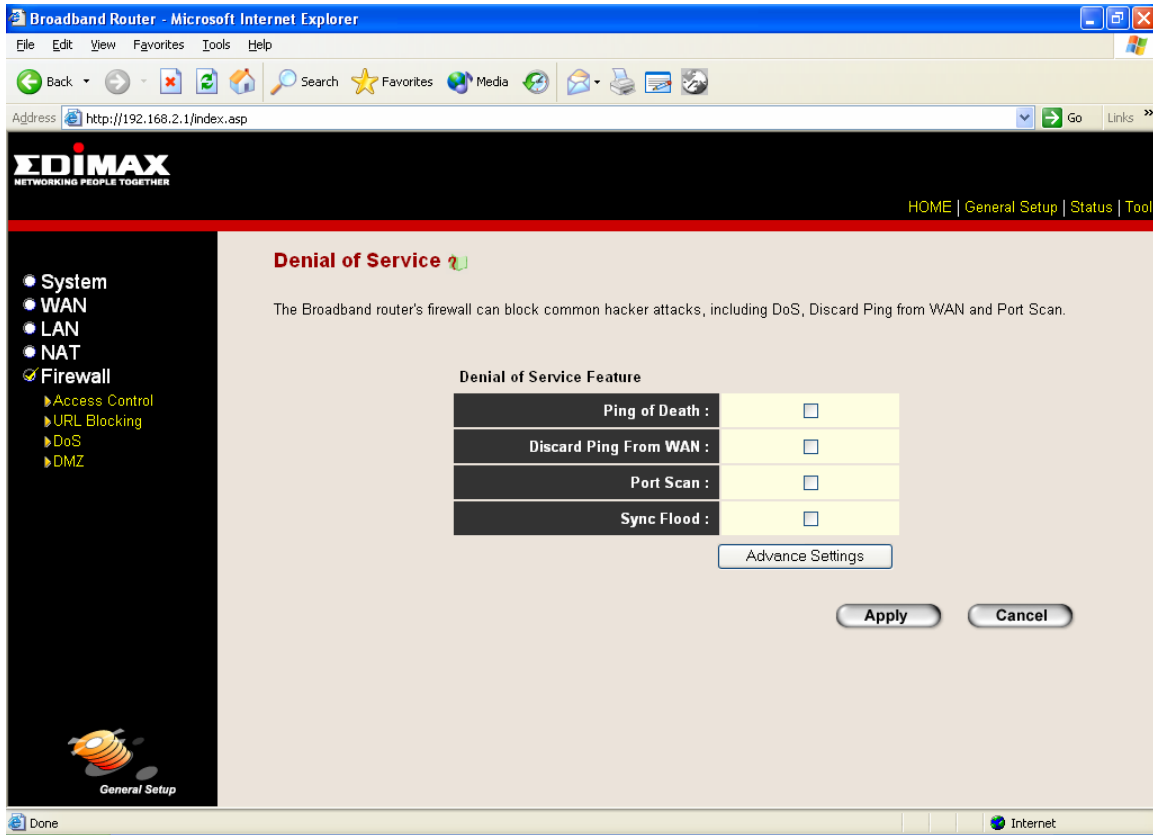 Broadband Router - Microsoft Internet Explorer
File Edit View Favorites Tools Help
Back Search Favorites Media
Address http://192.168.2.1/index.asp Go Links »
EDIMAX
NETWORKING PEOPLE TOGETHER
HOME | General Setup | Status | Tool
System
WAN
LAN
NAT
Firewall
Access Control
URL Blocking
DoS
DMZ
General Setup
Denial of Service
The Broadband router's firewall can block common hacker attacks, including DoS, Discard Ping from WAN and Port Scan.
Denial of Service Feature
Ping of Death :
Discard Ping From WAN :
Port Scan :
Sync Flood :
Advance Settings
Apply Cancel
Done Internet